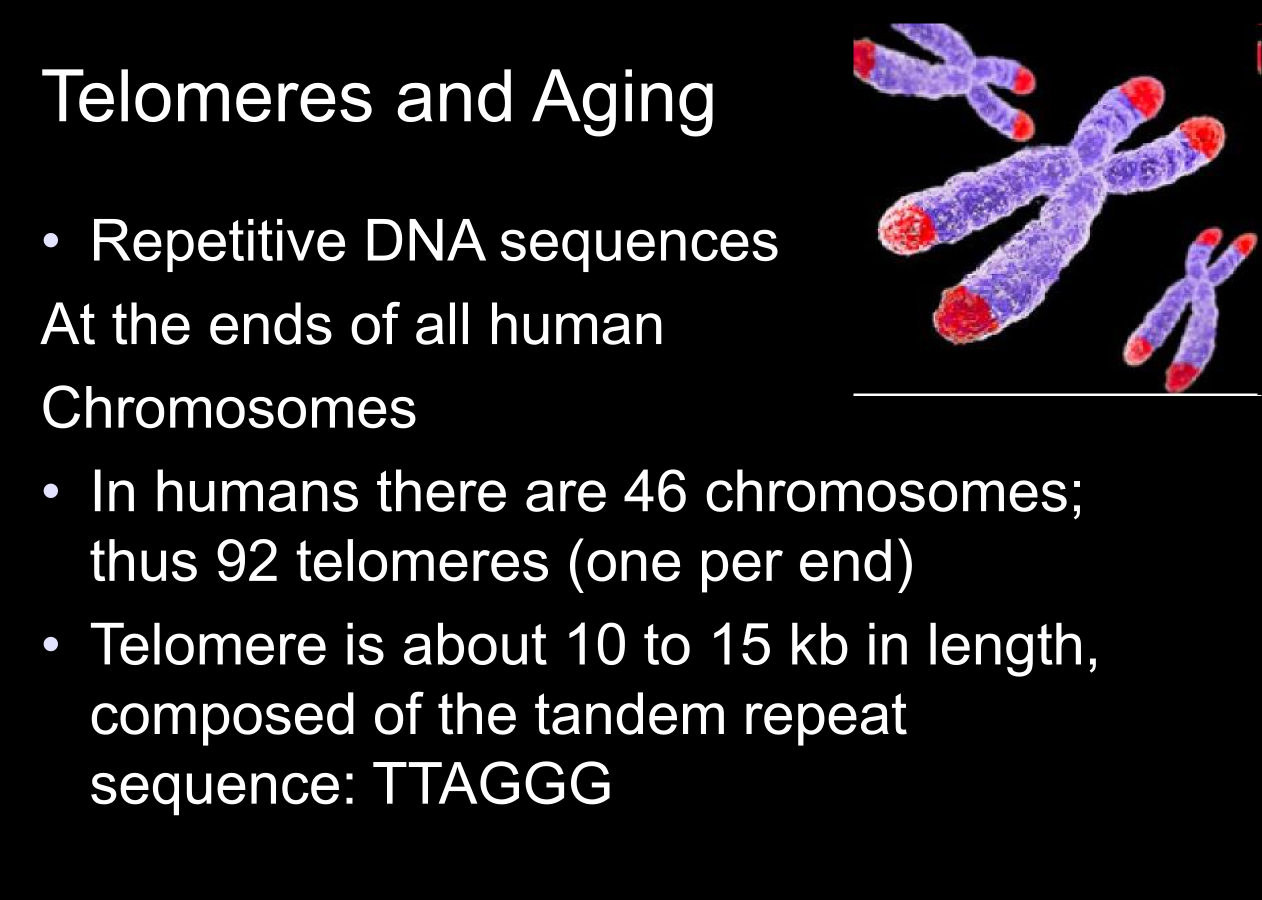 Telomeres and Aging
• Repetitive DNA sequences
At the ends of all human
Chromosomes
• In humans there are 46 chromosomes;
thus 92 telomeres (one per end)
• Telomere is about 10 to 15 kb in length,
composed of the tandem repeat
sequence: TTAGGG